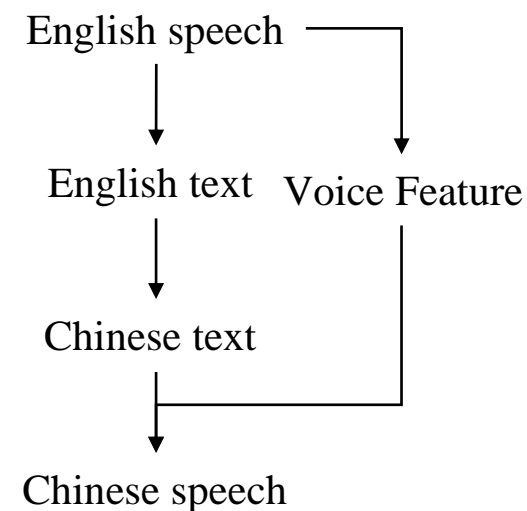 English speech
English text
Voice Feature
Chinese text
Chinese speech